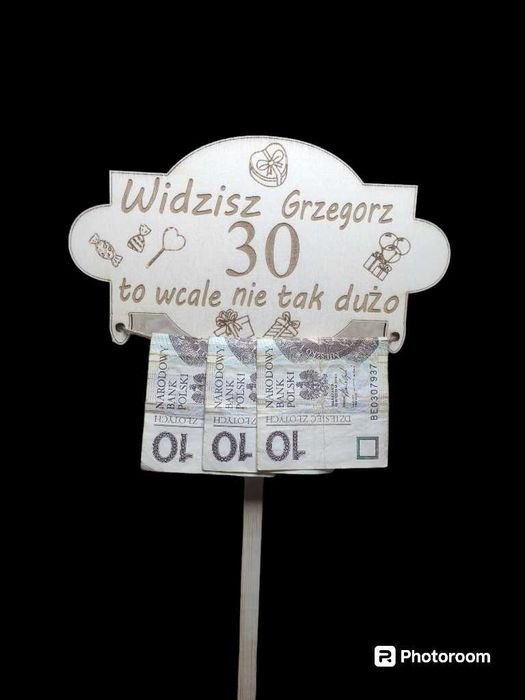 Widzisz Grzegorz
30
to wcale nie tak dużo
NARODOWY
BANK
POLSKI
10
NARODOWY
BANK
POLSKI
10
NARODOWY
BANK
POLSKI
10
DZIESIĘĆ ZŁOTYCH
BE0307937
Photoroom